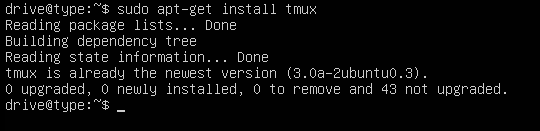 drive@type:~$ sudo apt-get install tmux
Reading package lists... Done
Building dependency tree
Reading state information... Done
tmux is already the newest version (3.0a-2ubuntu0.3).
0 upgraded, 0 newly installed, 0 to remove and 43 not upgraded.
drive@type:~$ _